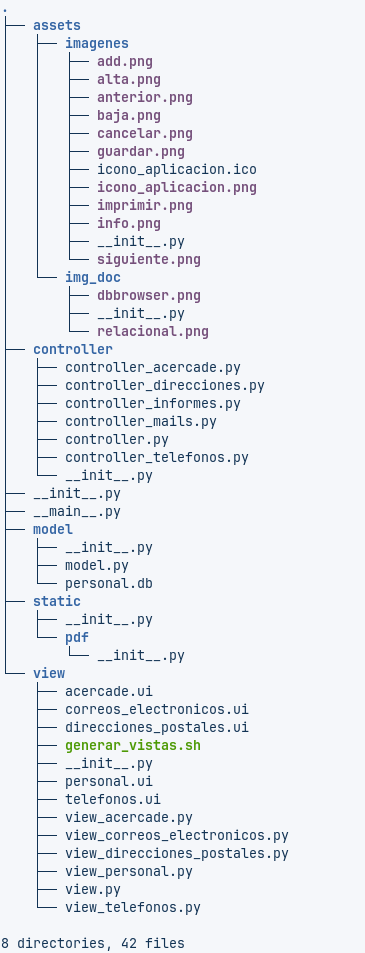 .
├── assets
│   ├── imagenes
│   │   ├── add.png
│   │   ├── alta.png
│   │   ├── anterior.png
│   │   ├── baja.png
│   │   ├── cancelar.png
│   │   ├── guardar.png
│   │   ├── icono_aplicacion.ico
│   │   ├── icono_aplicacion.png
│   │   ├── imprimir.png
│   │   ├── info.png
│   │   ├── __init__.py
│   │   └── siguiente.png
│   └── img_doc
│       ├── dbbrowser.png
│       ├── __init__.py
│       └── relacional.png
├── controller
│   ├── controller_acercade.py
│   ├── controller_direcciones.py
│   ├── controller_informes.py
│   ├── controller_mails.py
│   ├── controller.py
│   ├── controller_telefonos.py
│   └── __init__.py
├── __init__.py
├── __main__.py
├── model
│   ├── __init__.py
│   ├── model.py
│   └── personal.db
├── static
│   ├── __init__.py
│   └── pdf
│       └── __init__.py
└── view
    ├── acercade.ui
    ├── correos_electronicos.ui
    ├── direcciones_postales.ui
    ├── generar_vistas.sh
    ├── __init__.py
    ├── personal.ui
    ├── telefonos.ui
    ├── view_acercade.py
    ├── view_correos_electronicos.py
    ├── view_direcciones_postales.py
    ├── view_personal.py
    ├── view.py
    └── view_telefonos.py

8 directories, 42 files